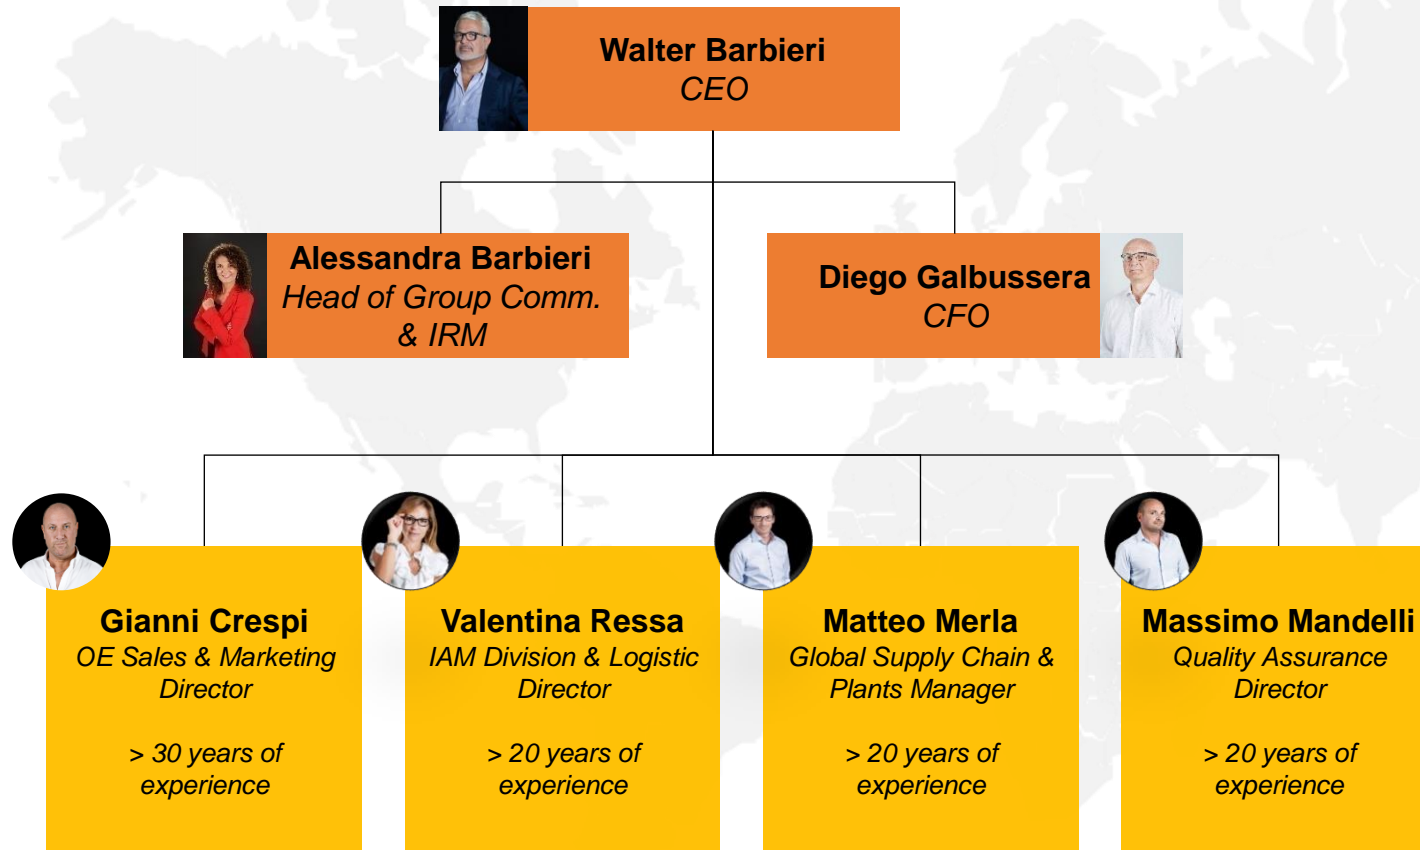 Walter Barbieri
CEO
Alessandra Barbieri
Head of Group Comm.
& IRM
Diego Galbussera
CFO
Gianni Crespi
OE Sales & Marketing
Director
> 30 years of
experience
Valentina Ressa
IAM Division & Logistic
Director
> 20 years of
experience
Matteo Merla
Global Supply Chain &
Plants Manager
> 20 years of
experience
Massimo Mandelli
Quality Assurance
Director
> 20 years of
experience